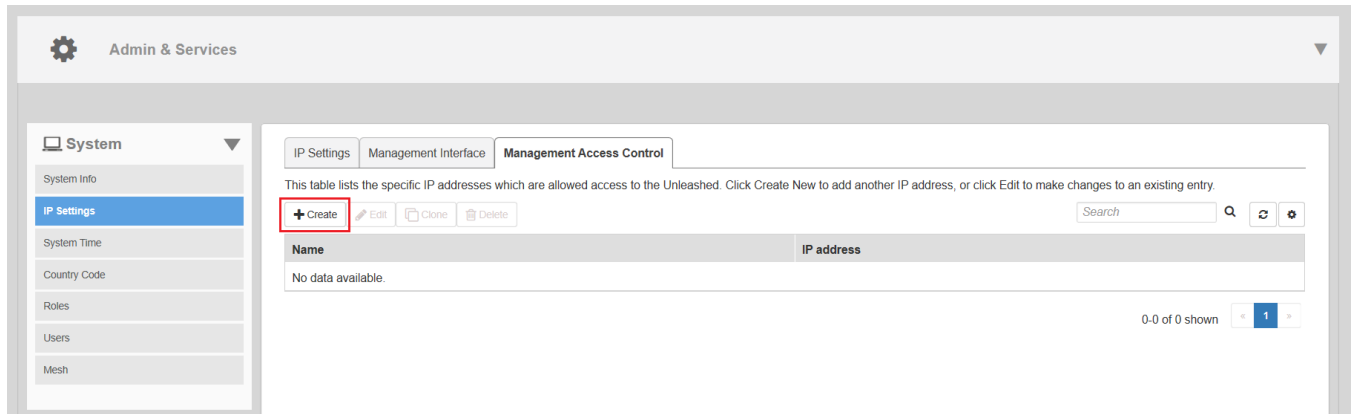 Admin & Services
System
System Info
IP Settings
System Time
Country Code
Roles
Users
Mesh
IP Settings Management Interface Management Access Control
This table lists the specific IP addresses which are allowed access to the Unleashed. Click Create New to add another IP address, or click Edit to make changes to an existing entry.
Create Edit Clone Delete Search
Name IP address
No data available.
0-0 of 0 shown « 1 »